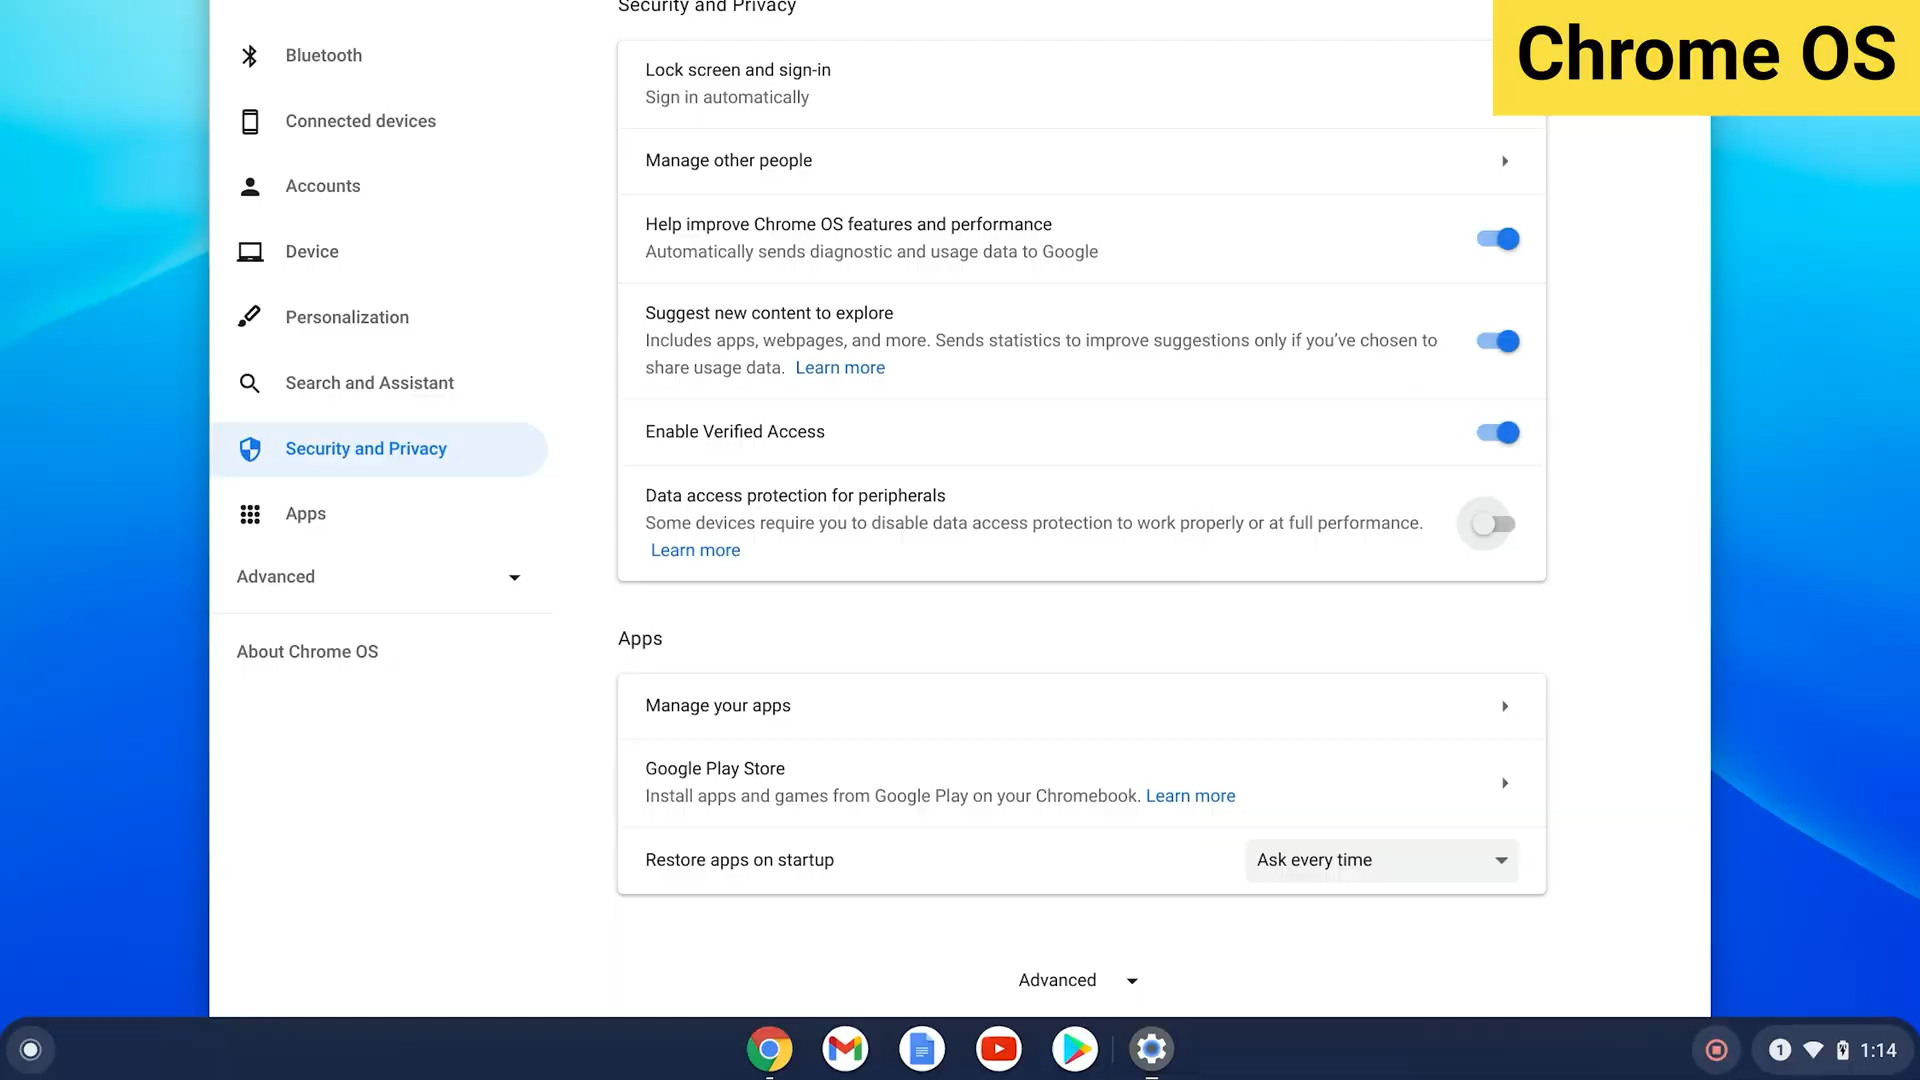 Security and Privacy
Chrome OS
Bluetooth
Connected devices
Accounts
Device
Personalization
Search and Assistant
Security and Privacy
Apps
Advanced
About Chrome OS
Lock screen and sign-in
Sign in automatically
Manage other people
Help improve Chrome OS features and performance
Automatically sends diagnostic and usage data to Google
Suggest new content to explore
Includes apps, webpages, and more. Sends statistics to improve suggestions only if you’ve chosen to
share usage data. Learn more
Enable Verified Access
Data access protection for peripherals
Some devices require you to disable data access protection to work properly or at full performance.
Learn more
Apps
Manage your apps
Google Play Store
Install apps and games from Google Play on your Chromebook. Learn more
Restore apps on startup
Ask every time
Advanced
1
1:14